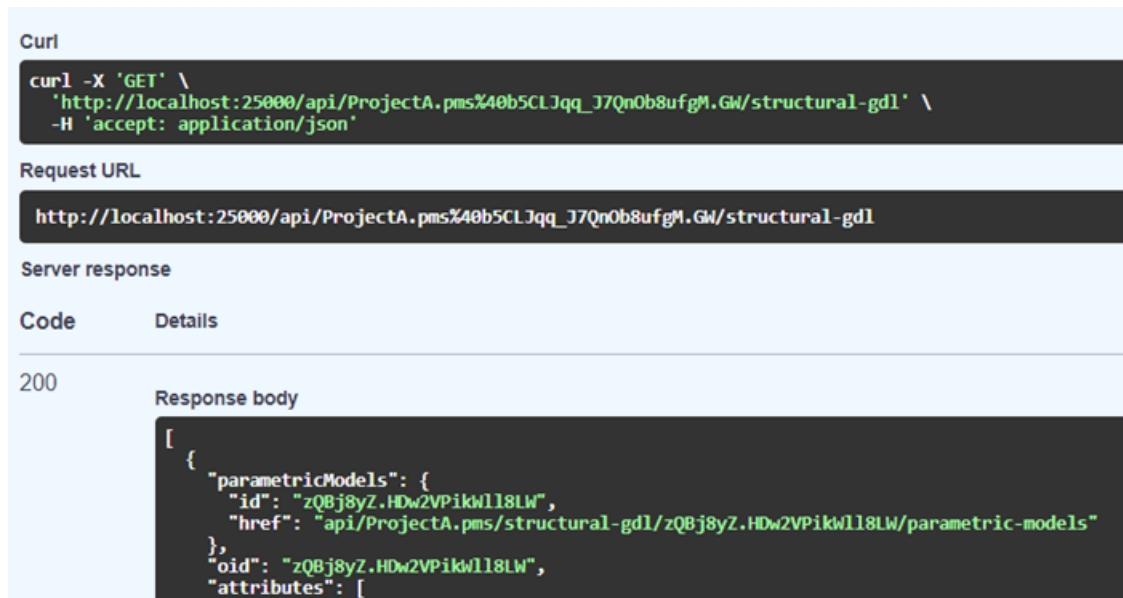 Curl
curl -X 'GET' \
'http://localhost:25000/api/ProjectA.pms%40b5CLJqq_J7QnOb8ufgM.GW/structural-gdl' \
-H 'accept: application/json'
Request URL
http://localhost:25000/api/ProjectA.pms%40b5CLJqq_J7QnOb8ufgM.GW/structural-gdl
Server response
Code Details
200
Response body
[
{
"parametricModels": {
"id": "zQBj8yZ.HDw2VPikWll8LW",
"href": "api/ProjectA.pms/structural-gdl/zQBj8yZ.HDw2VPikWll8LW/parametric-models"
},
"oid": "zQBj8yZ.HDw2VPikWll8LW",
"attributes": [